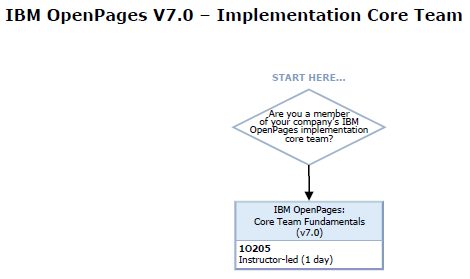 IBM OpenPages V7.0 – Implementation Core Team
START HERE...
Are you a member
of your company's IBM
OpenPages implementation
core team?
IBM OpenPages:
Core Team Fundamentals
(v7.0)
1O205
Instructor-led (1 day)